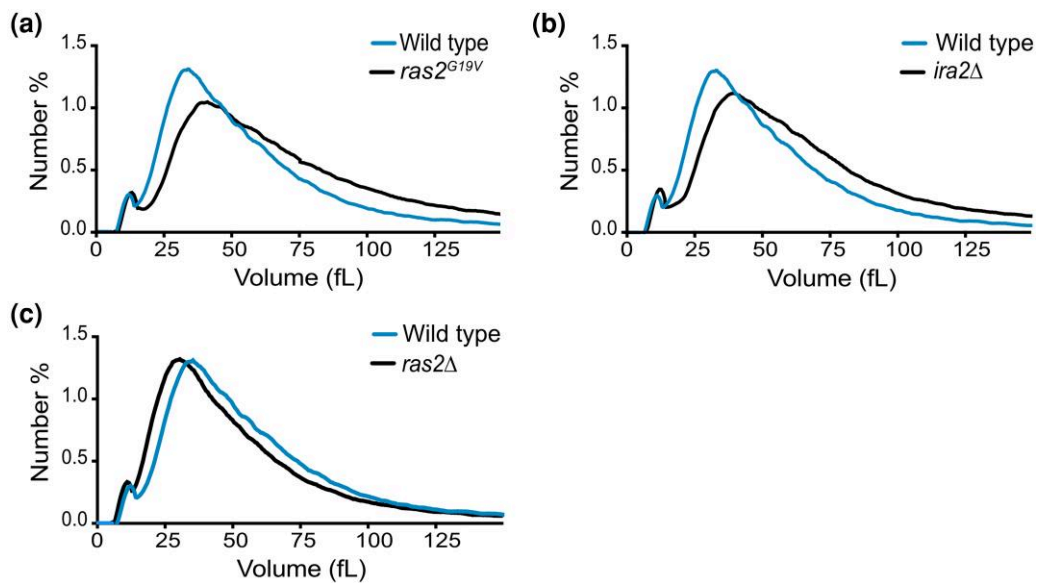 (a)
Wild type
ras2G19V
Number %
1.5
1.0
0.5
0.0
0 25 50 75 100 125
Volume (fL)
(b)
Wild type
ira2Δ
Number %
1.5
1.0
0.5
0.0
0 25 50 75 100 125
Volume (fL)
(c)
Wild type
ras2Δ
Number %
1.5
1.0
0.5
0.0
0 25 50 75 100 125
Volume (fL)